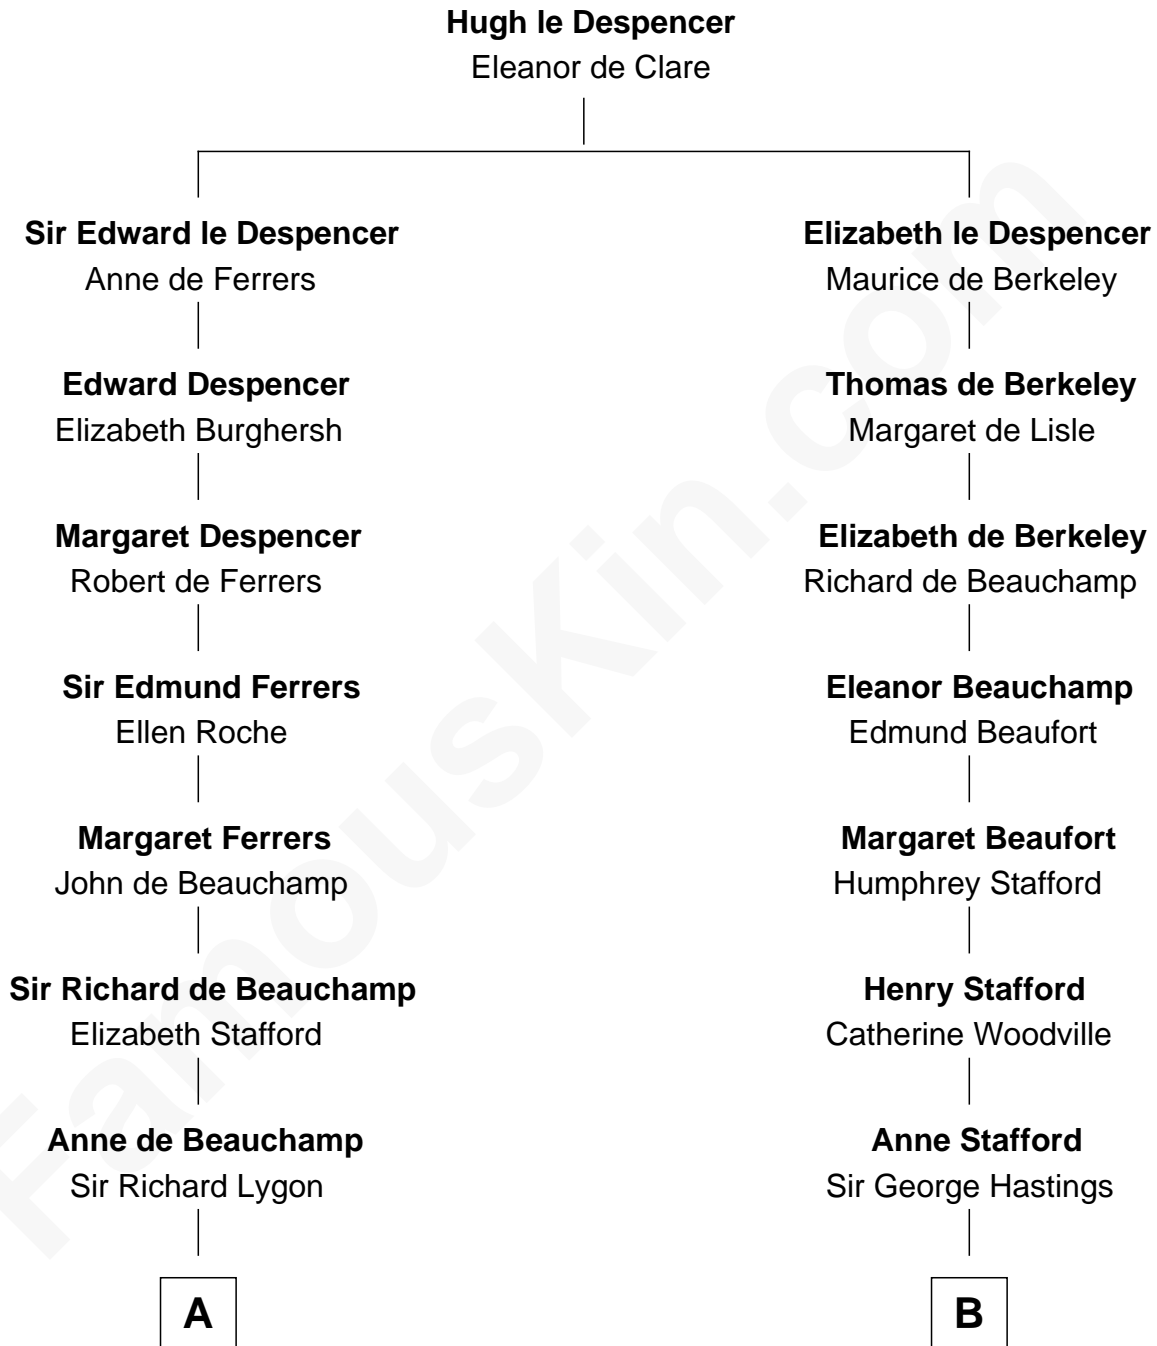 Hugh le Despencer
Eleanor de Clare
Sir Edward le Despencer
Anne de Ferrers
Elizabeth le Despencer
Maurice de Berkeley
Edward Despencer
Elizabeth Burghersh
Thomas de Berkeley
Margaret de Lisle
Margaret Despencer
Robert de Ferrers
Elizabeth de Berkeley
Richard de Beauchamp
Sir Edmund Ferrers
Ellen Roche
Eleanor Beauchamp
Edmund Beaufort
Margaret Ferrers
John de Beauchamp
Margaret Beaufort
Humphrey Stafford
Sir Richard de Beauchamp
Elizabeth Stafford
Henry Stafford
Catherine Woodville
Anne de Beauchamp
Sir Richard Lygon
Anne Stafford
Sir George Hastings
A
B
FamousKin.com